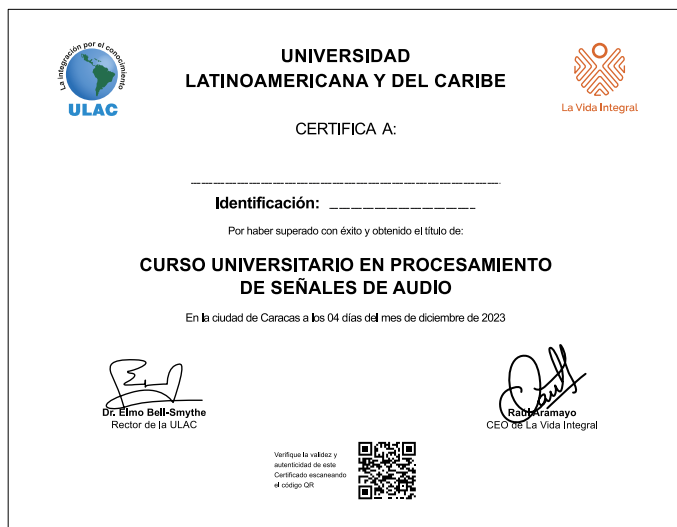 La integración por el conocimiento
ULAC
UNIVERSIDAD
LATINOAMERICANA Y DEL CARIBE
La Vida Integral
CERTIFICA A:
Identificación:
Por haber superado con éxito y obtenido el título de:
CURSO UNIVERSITARIO EN PROCESAMIENTO
DE SEÑALES DE AUDIO
En la ciudad de Caracas a los 04 días del mes de diciembre de 2023
Dr. Elmo Bell-Smythe
Rector de la ULAC
Raúl Aramayo
CEO de La Vida Integral
Verifique la validez y
autenticidad de este
Certificado escaneando
el código QR